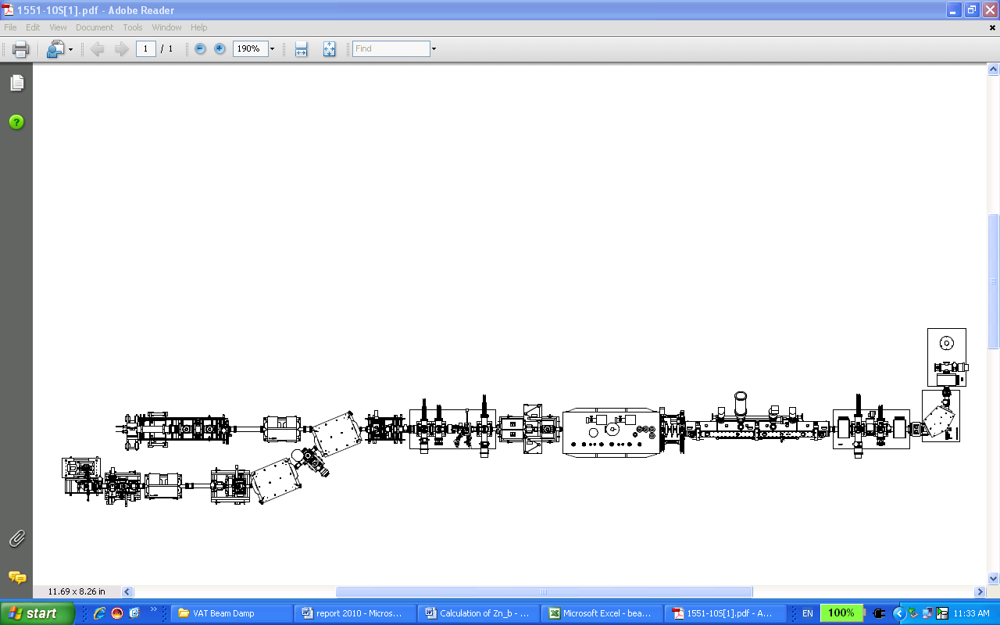 1551-10S[1].pdf - Adobe Reader
File Edit View Document Tools Window Help
1 / 1 190% Find
11.69 x 8.26 in
start VAT Beam Damp report 2010 - Micros... Calculation of Zn_b - ... Microsoft Excel - bea... 1551-10S[1].pdf - A... EN 100% 11:33 AM